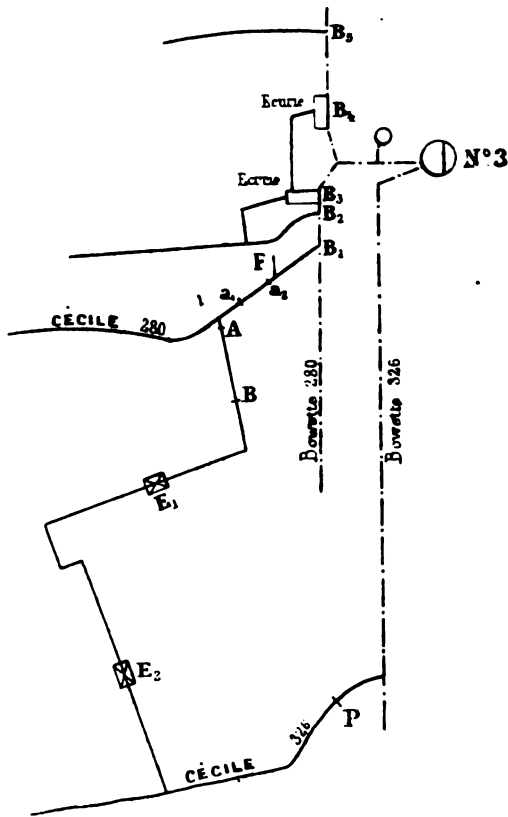 B₅
Ecurie
B₄
N°3
Ecurie
B₃
B₂
B₁
F
a₂
a₁
1
CÉCILE 280
A
B
Bowette 280
Bowette 326
E₁
E₂
P
326
CÉCILE